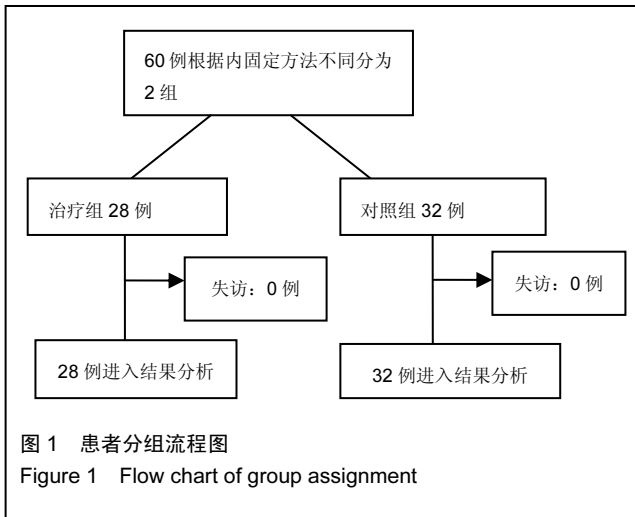 60 例根据内固定方法不同分为
2 组
治疗组 28 例
对照组 32 例
失访：0 例
失访：0 例
28 例进入结果分析
32 例进入结果分析
图 1 患者分组流程图
Figure 1 Flow chart of group assignment